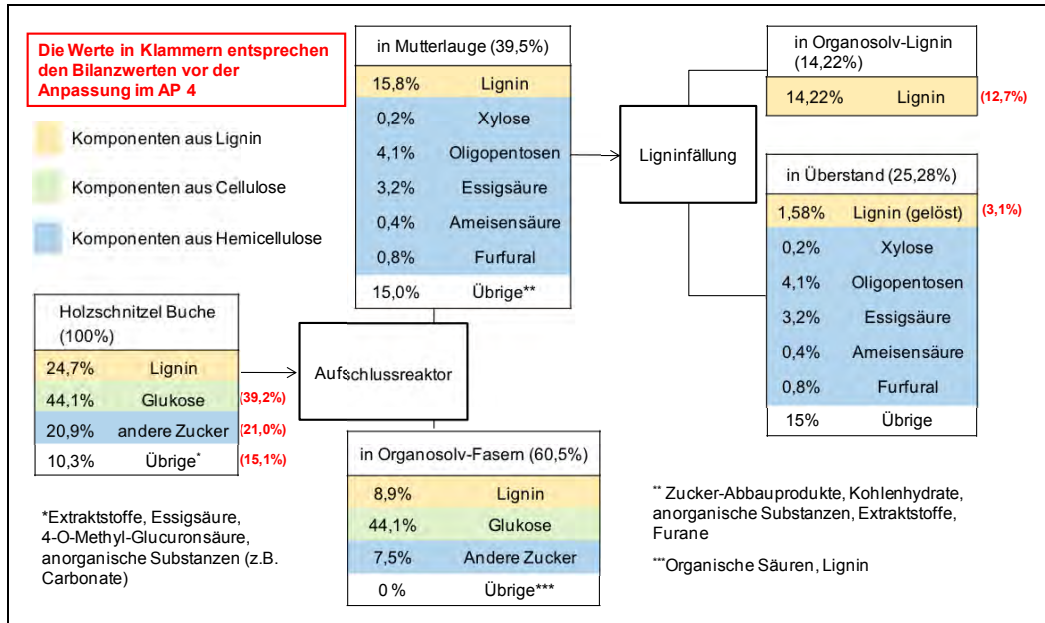 Die Werte in Klammern entsprechen
den Bilanzwerten vor der
Anpassung im AP 4
Komponenten aus Lignin
Komponenten aus Cellulose
Komponenten aus Hemicellulose
in Mutterlauge (39,5%)
15,8% Lignin
0,2% Xylose
4,1% Oligopentosen
3,2% Essigsäure
0,4% Ameisensäure
0,8% Furfural
15,0% Übrige**
Ligninfällung
in Organosolv-Lignin
(14,22%)
14,22% Lignin (12,7%)
in Überstand (25,28%)
1,58% Lignin (gelöst) (3,1%)
0,2% Xylose
4,1% Oligopentosen
3,2% Essigsäure
0,4% Ameisensäure
0,8% Furfural
15% Übrige
Holzschnitzel Buche
(100%)
24,7% Lignin
44,1% Glukose (39,2%)
20,9% andere Zucker (21,0%)
10,3% Übrige* (15,1%)
Aufschlussreaktor
in Organosolv-Fasern (60,5%)
8,9% Lignin
44,1% Glukose
7,5% Andere Zucker
0 % Übrige***
*Extraktstoffe, Essigsäure,
4-O-Methyl-Glucuronsäure,
anorganische Substanzen (z.B.
Carbonate)
** Zucker-Abbauprodukte, Kohlenhydrate,
anorganische Substanzen, Extraktstoffe,
Furane
***Organische Säuren, Lignin